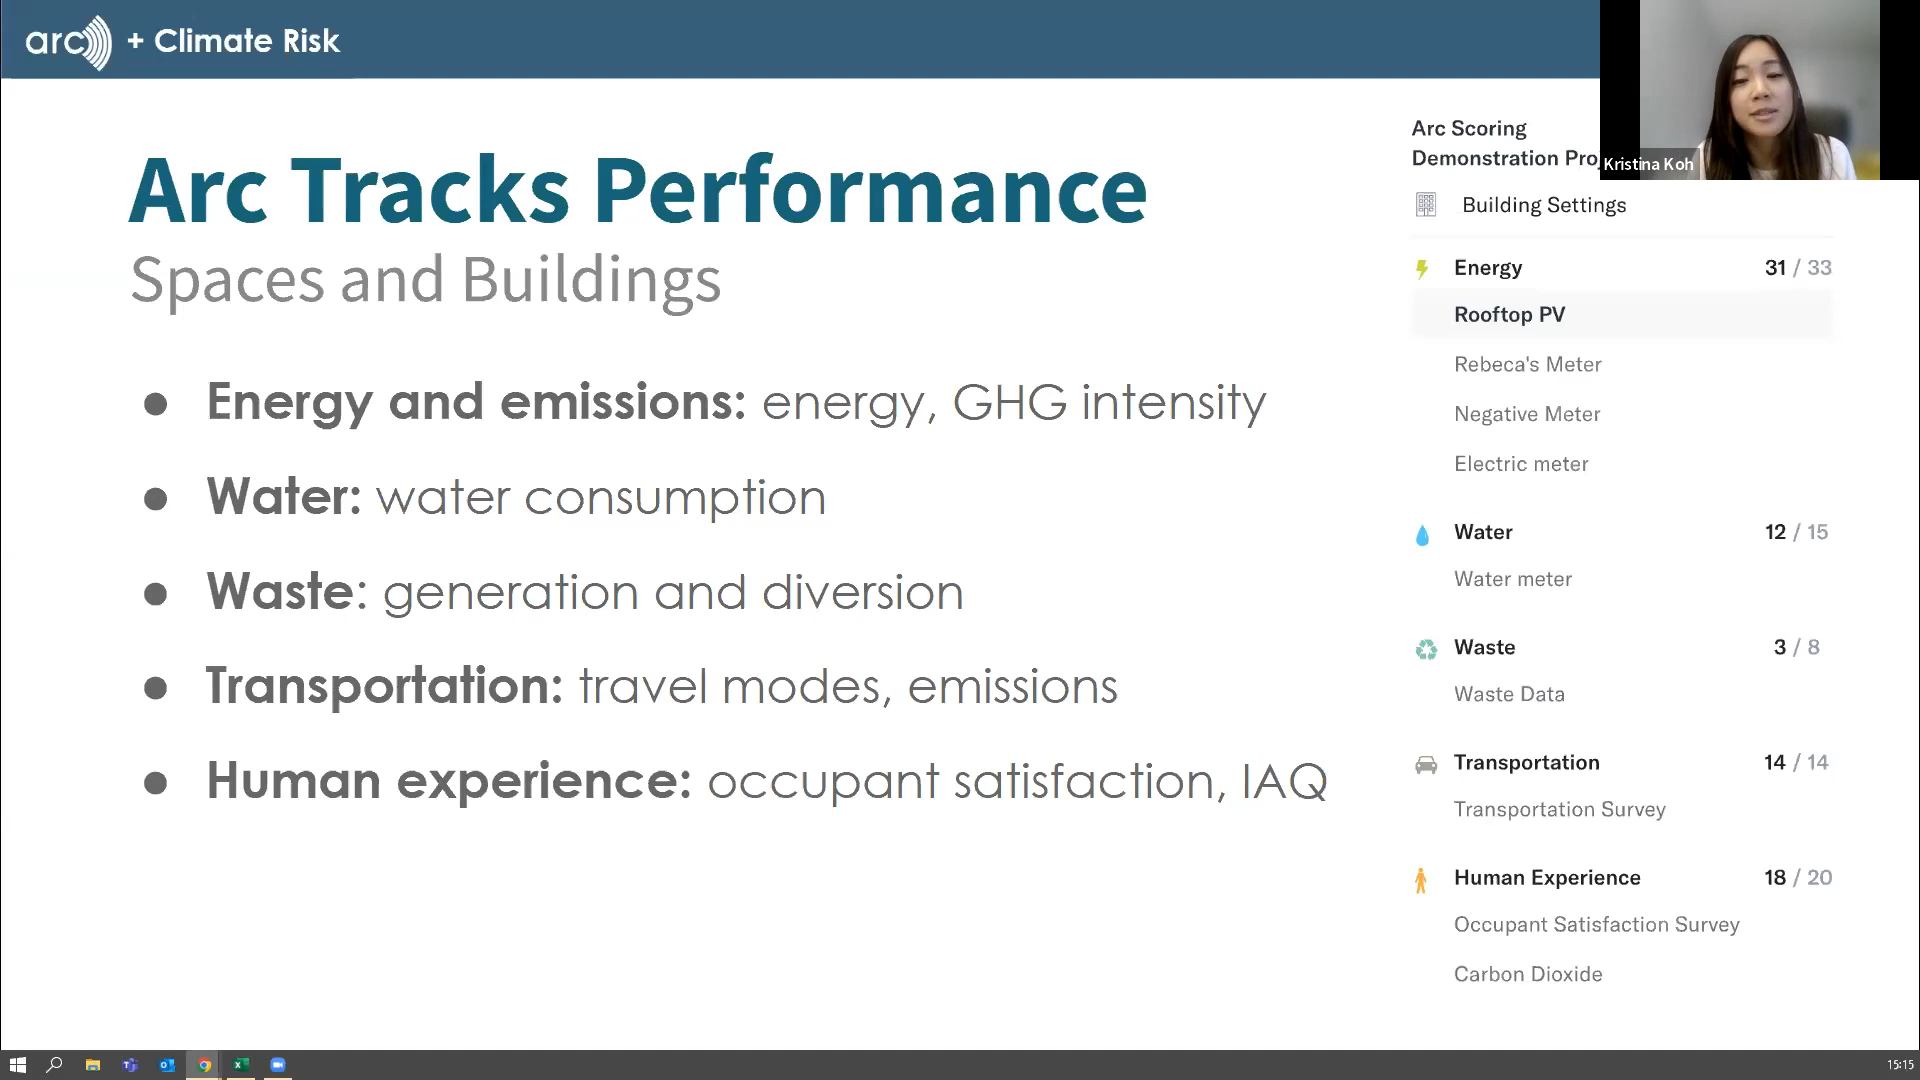 arc + Climate Risk
Kristina Koh
Arc Tracks Performance
Spaces and Buildings
● Energy and emissions: energy, GHG intensity
● Water: water consumption
● Waste: generation and diversion
● Transportation: travel modes, emissions
● Human experience: occupant satisfaction, IAQ
Arc Scoring
Demonstration Pro
Building Settings
Energy 31 / 33
Rooftop PV
Rebeca's Meter
Negative Meter
Electric meter
Water 12 / 15
Water meter
Waste 3 / 8
Waste Data
Transportation 14 / 14
Transportation Survey
Human Experience 18 / 20
Occupant Satisfaction Survey
Carbon Dioxide
15:15